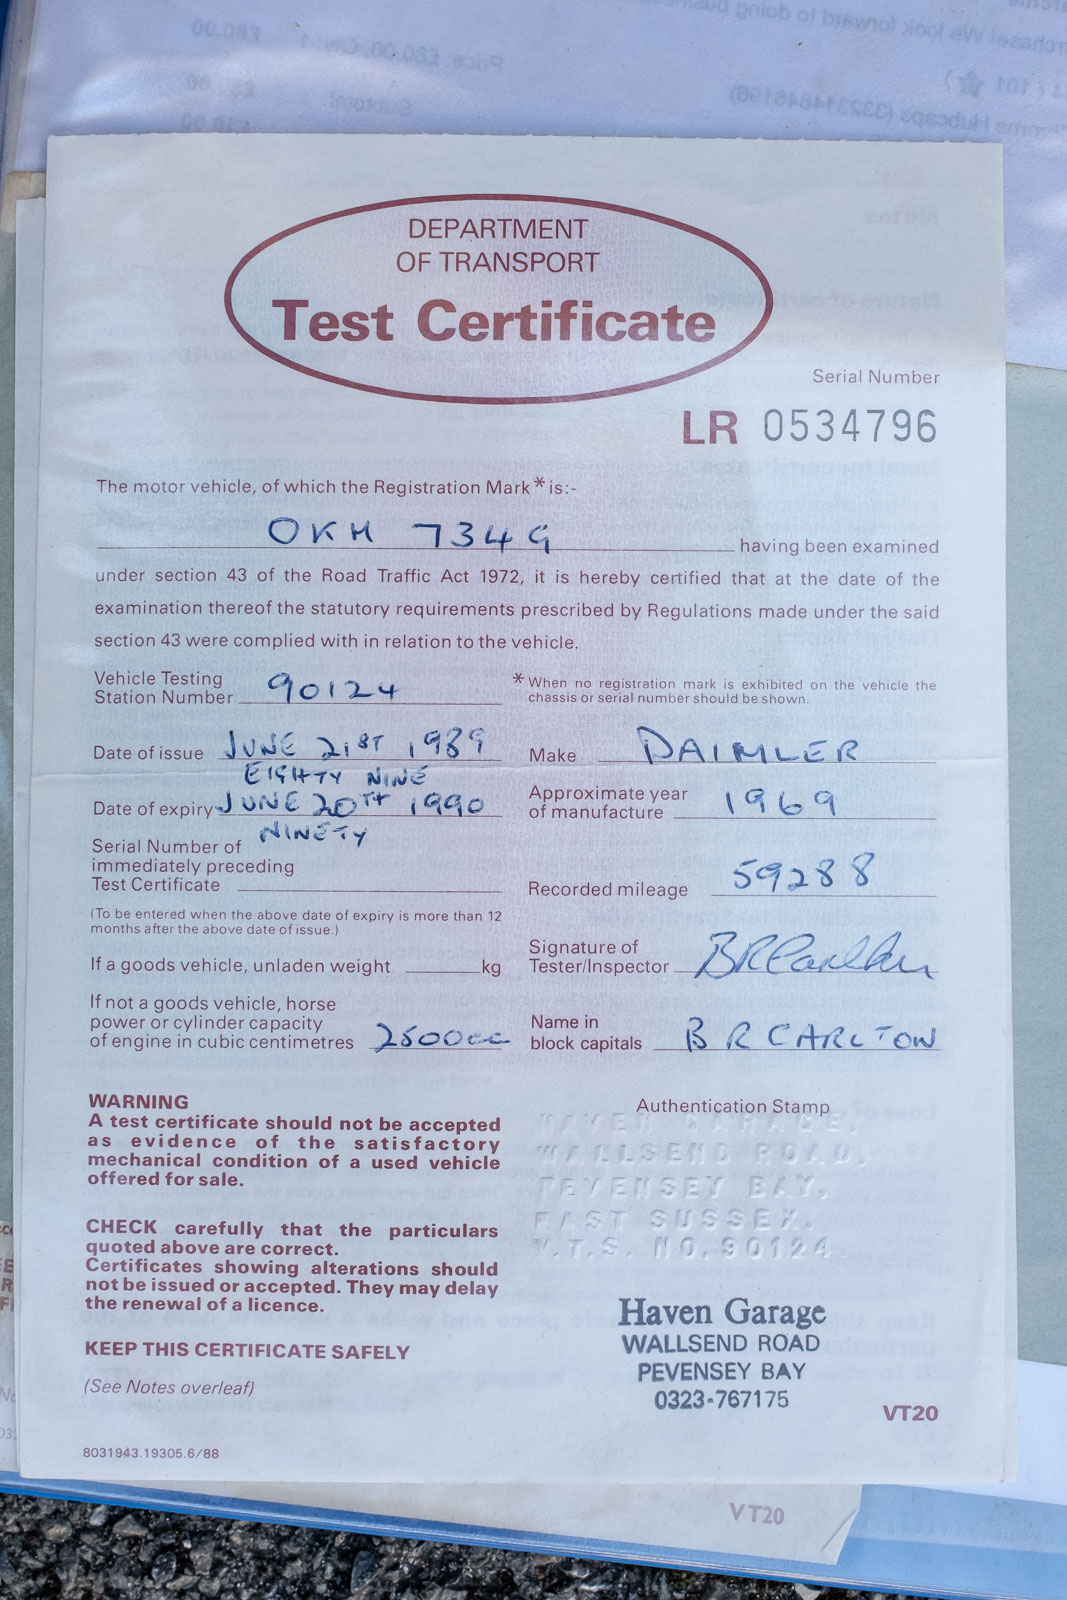 DEPARTMENT
OF TRANSPORT
Test Certificate
Serial Number
LR 0534796
The motor vehicle, of which the Registration Mark * is:-
OKM 734G
having been examined
under section 43 of the Road Traffic Act 1972, it is hereby certified that at the date of the
examination thereof the statutory requirements prescribed by Regulations made under the said
section 43 were complied with in relation to the vehicle.
Vehicle Testing
Station Number 90124
* When no registration mark is exhibited on the vehicle the
chassis or serial number should be shown.
Date of issue JUNE 21ST 1989
EIGHTY NINE
Make DAIMLER
Date of expiry JUNE 20TH 1990
NINETY
Approximate year
of manufacture 1969
Serial Number of
immediately preceding
Test Certificate
Recorded mileage 59288
(To be entered when the above date of expiry is more than 12
months after the above date of issue.)
Signature of
Tester/Inspector BRCarlton
If a goods vehicle, unladen weight kg
If not a goods vehicle, horse
power or cylinder capacity
of engine in cubic centimetres 2500cc
Name in
block capitals B R CARLTON
WARNING
A test certificate should not be accepted
as evidence of the satisfactory
mechanical condition of a used vehicle
offered for sale.
CHECK carefully that the particulars
quoted above are correct.
Certificates showing alterations should
not be issued or accepted. They may delay
the renewal of a licence.
KEEP THIS CERTIFICATE SAFELY
(See Notes overleaf)
8031943.19305.6/88
Authentication Stamp
HAVEN GARAGE,
WALLSEND ROAD,
PEVENSEY BAY,
EAST SUSSEX.
V.T.S. NO. 90124
Haven Garage
WALLSEND ROAD
PEVENSEY BAY
0323-767175
VT20
VT20